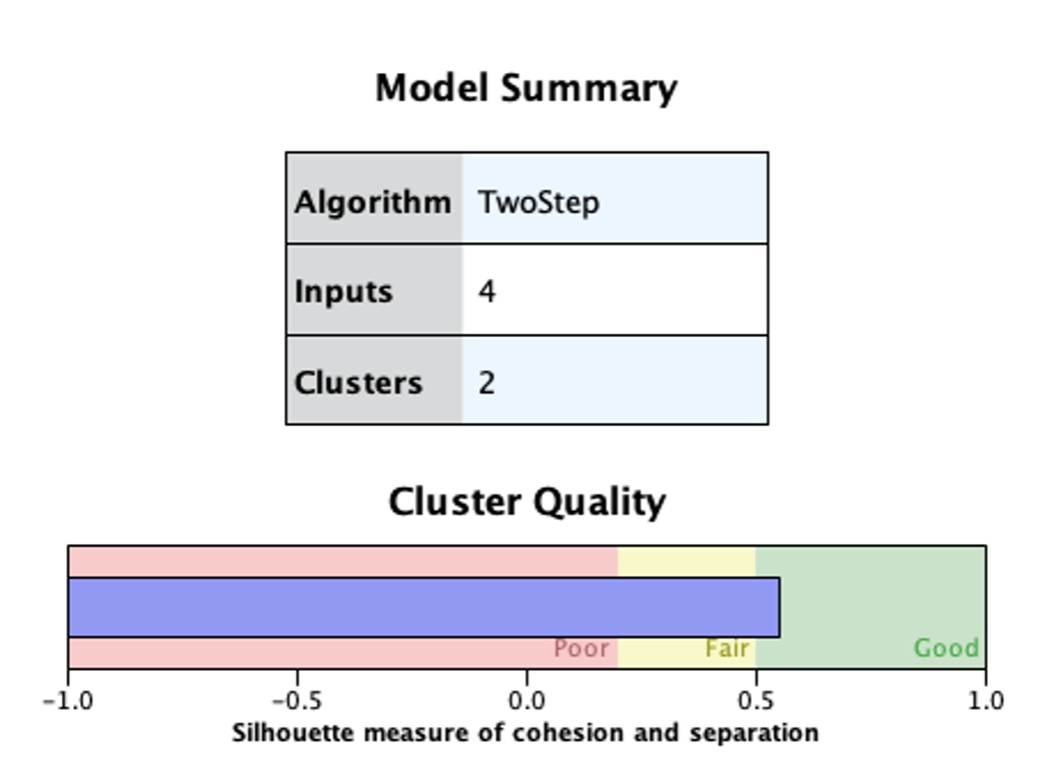 Model Summary
Algorithm TwoStep
Inputs 4
Clusters 2
Cluster Quality
Poor Fair Good
−1.0 −0.5 0.0 0.5 1.0
Silhouette measure of cohesion and separation